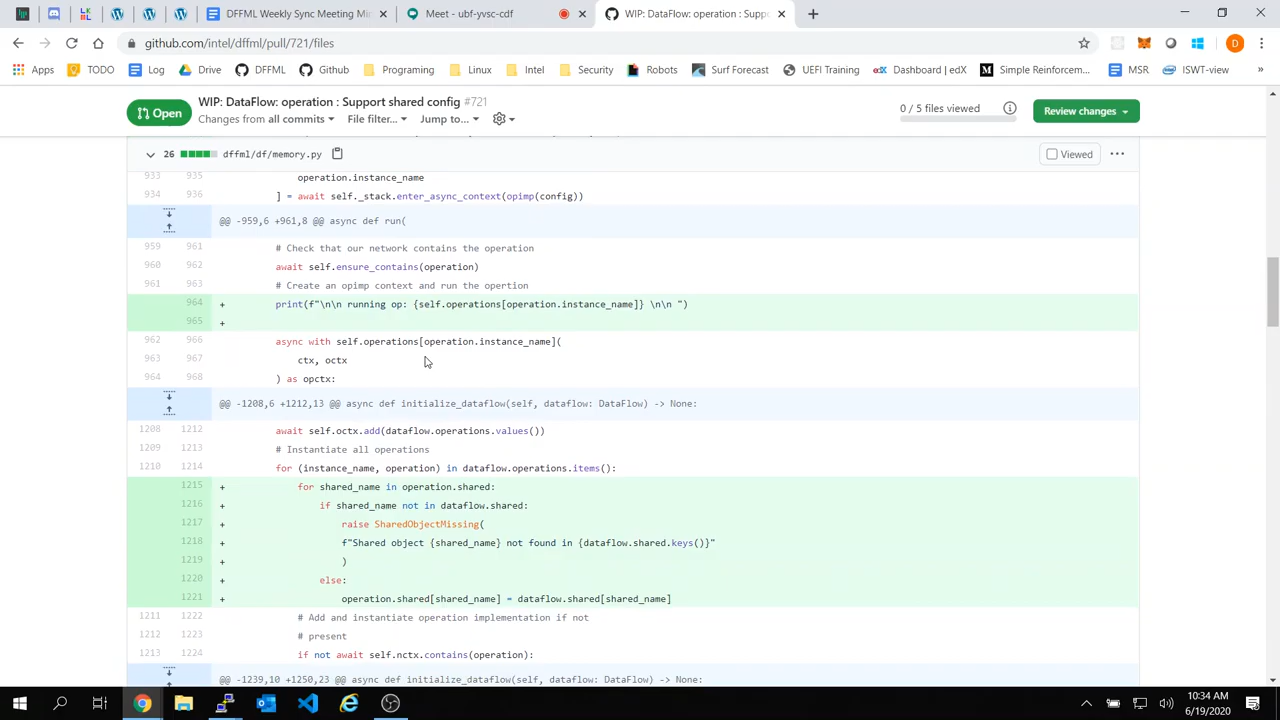 DFFML Weekly Sync Meeting Min
Meet - ubf-yvsc-cdf
WIP: DataFlow: operation : Suppo
github.com/intel/dffml/pull/721/files
Apps
TODO
Log
Drive
DFFML
Github
Programing
Linux
Intel
Security
Robots
Surf Forecast
UEFI Training
Dashboard | edX
Simple Reinforcem...
MSR
ISWT-view
»
Open
WIP: DataFlow: operation : Support shared config #721
Changes from all commits
File filter...
Jump to...
0 / 5 files viewed
Review changes
26 dffml/df/memory.py
Viewed
933 935 operation.instance_name
934 936 ] = await self._stack.enter_async_context(opimp(config))
@@ -959,6 +961,8 @@ async def run(
959 961 # Check that our network contains the operation
960 962 await self.ensure_contains(operation)
961 963 # Create an opimp context and run the opertion
964 + print(f"\n\n running op: {self.operations[operation.instance_name]} \n\n ")
965 +
962 966 async with self.operations[operation.instance_name](
963 967 ctx, octx
964 968 ) as opctx:
@@ -1208,6 +1212,13 @@ async def initialize_dataflow(self, dataflow: DataFlow) -> None:
1208 1212 await self.octx.add(dataflow.operations.values())
1209 1213 # Instantiate all operations
1210 1214 for (instance_name, operation) in dataflow.operations.items():
1215 + for shared_name in operation.shared:
1216 + if shared_name not in dataflow.shared:
1217 + raise SharedObjectMissing(
1218 + f"Shared object {shared_name} not found in {dataflow.shared.keys()}"
1219 + )
1220 + else:
1221 + operation.shared[shared_name] = dataflow.shared[shared_name]
1211 1222 # Add and instantiate operation implementation if not
1212 1223 # present
1213 1224 if not await self.nctx.contains(operation):
@@ -1239,10 +1250,23 @@ async def initialize_dataflow(self, dataflow: DataFlow) -> None:
10:34 AM
6/19/2020